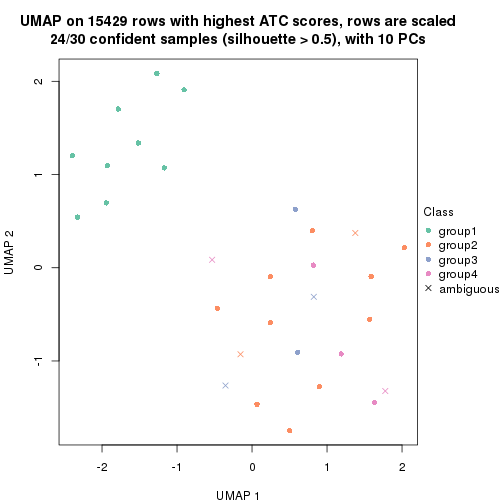 UMAP on 15429 rows with highest ATC scores, rows are scaled
24/30 confident samples (silhouette > 0.5), with 10 PCs
2
1
0
-1
UMAP 2
-2
-1
0
1
2
UMAP 1
Class
group1
group2
group3
group4
ambiguous